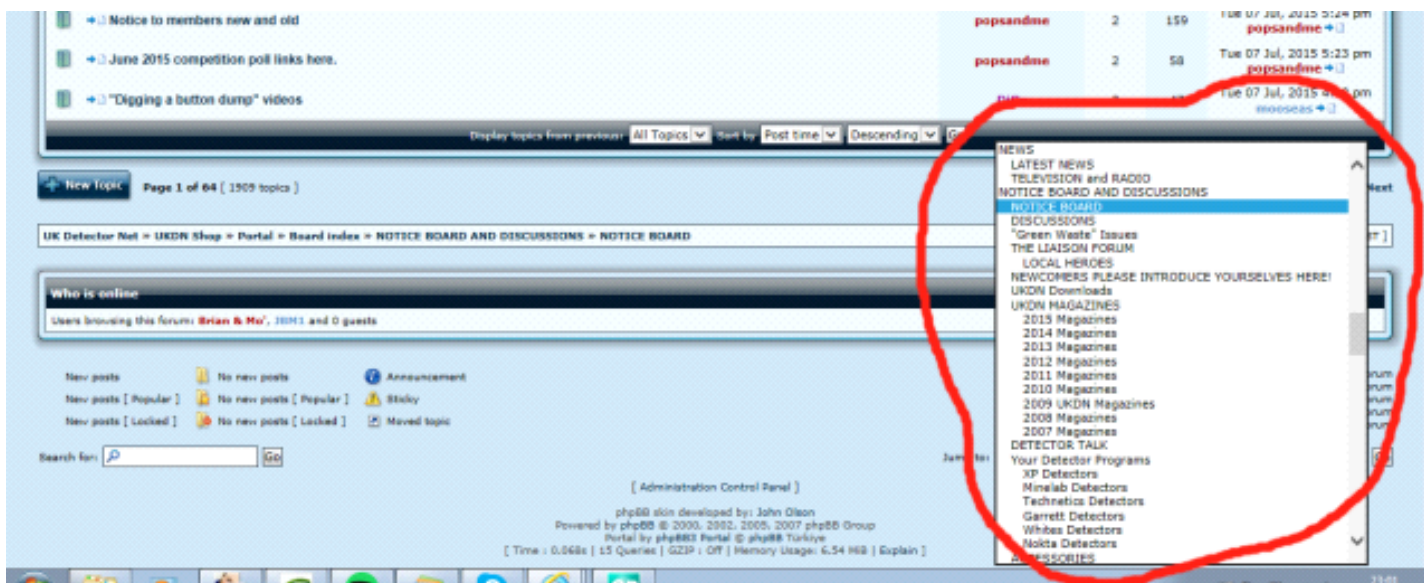 Notice to members new and old popsandme 2 159 Tue 07 Jul, 2015 5:24 pm
popsandme
June 2015 competition poll links here. popsandme 2 58 Tue 07 Jul, 2015 5:23 pm
popsandme
"Digging a button dump" videos Tue 07 Jul, 2015 pm
mooseas
Display topics from previous: All Topics Sort by Post time Descending
New Topic Page 1 of 64 [ 1909 topics ] Next
UK Detector Net » UKDN Shop » Portal » Board index » NOTICE BOARD AND DISCUSSIONS » NOTICE BOARD
Who is online
Users browsing this forum: Brian & Mo', JBM1 and 0 guests
New posts No new posts Announcement
New posts [ Popular ] No new posts [ Popular ] Sticky
New posts [ Locked ] No new posts [ Locked ] Moved topic
Search for: Go
Jump to:
NEWS
LATEST NEWS
TELEVISION and RADIO
NOTICE BOARD AND DISCUSSIONS
NOTICE BOARD
DISCUSSIONS
"Green Waste" Issues
THE LIAISON FORUM
LOCAL HEROES
NEWCOMERS PLEASE INTRODUCE YOURSELVES HERE!
UKDN Downloads
UKDN MAGAZINES
2015 Magazines
2014 Magazines
2013 Magazines
2012 Magazines
2011 Magazines
2010 Magazines
2009 UKDN Magazines
2008 Magazines
2007 Magazines
DETECTOR TALK
Your Detector Programs
XP Detectors
Minelab Detectors
Technetics Detectors
Garrett Detectors
Whites Detectors
Nokta Detectors
ACCESSORIES
[ Administration Control Panel ]
phpBB skin developed by: John Olson
Powered by phpBB © 2000, 2002, 2005, 2007 phpBB Group
Portal by phpBB3 Portal © phpBB Türkiye
[ Time : 0.068s | 15 Queries | GZIP : Off | Memory Usage: 6.54 MiB | Explain ]
23:01